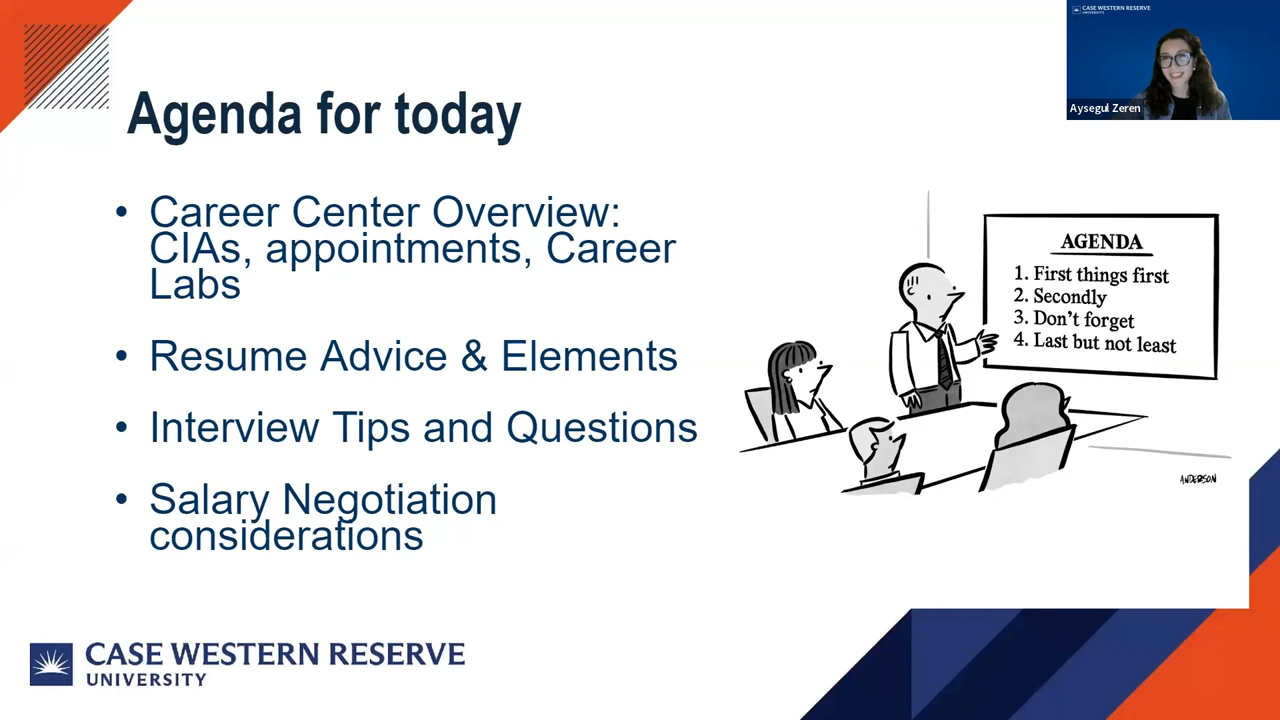 CASE WESTERN RESERVE
UNIVERSITY
Aysegul Zeren
Agenda for today
• Career Center Overview:
CIAs, appointments, Career
Labs
• Resume Advice & Elements
• Interview Tips and Questions
• Salary Negotiation
considerations
AGENDA
1. First things first
2. Secondly
3. Don't forget
4. Last but not least
ANDERSON
CASE WESTERN RESERVE
UNIVERSITY